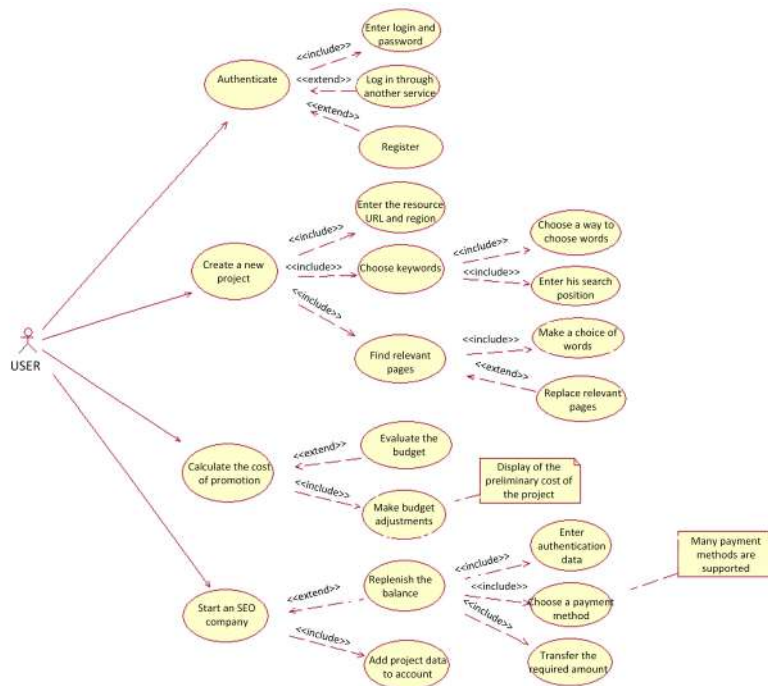 Enter login and
password
<<include>>
Authenticate
<<extend>>
Log in through
another service
<<extend>>
Register
Enter the resource
URL and region
<<include>>
Create a new
project
<<include>>
Choose keywords
<<include>>
Choose a way to
choose words
<<include>>
Enter his search
position
<<include>>
Find relevant
pages
<<include>>
Make a choice of
words
<<extend>>
Replace relevant
pages
USER
Calculate the cost
of promotion
<<extend>>
Evaluate the
budget
<<include>>
Make budget
adjustments
Display of the
preliminary cost
of the project
Start an SEO
company
<<extend>>
Replenish the
balance
<<include>>
Enter
authentication
data
<<include>>
Choose a payment
method
Many payment
methods are
supported
<<include>>
Transfer the
required amount
<<include>>
Add project data
to account